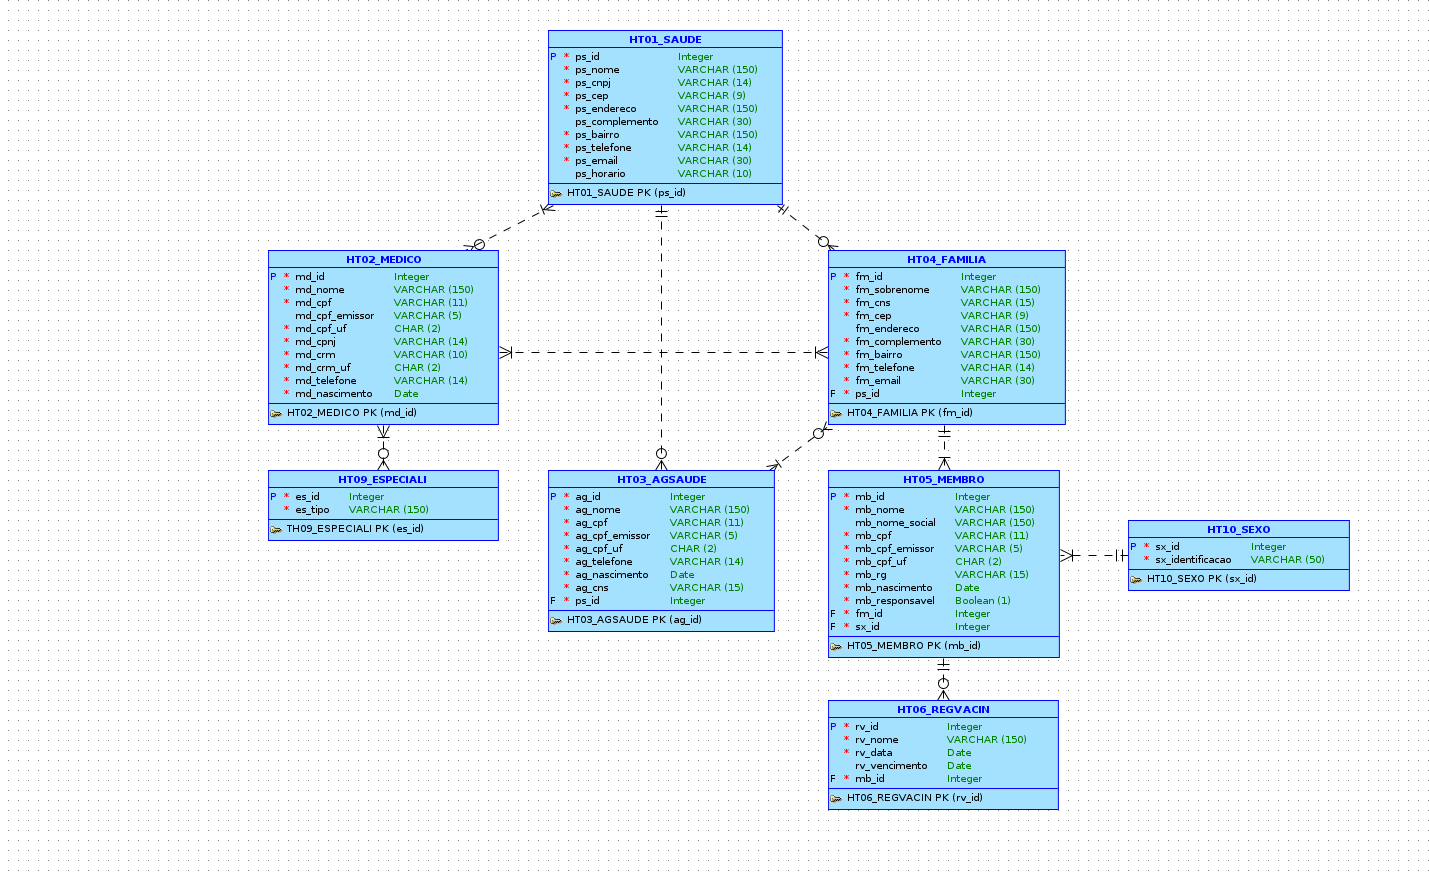 HT01_SAUDE
P * ps_id Integer
* ps_nome VARCHAR (150)
* ps_cnpj VARCHAR (14)
* ps_cep VARCHAR (9)
* ps_endereco VARCHAR (150)
ps_complemento VARCHAR (30)
* ps_bairro VARCHAR (150)
* ps_telefone VARCHAR (14)
* ps_email VARCHAR (30)
ps_horario VARCHAR (10)
HT01_SAUDE PK (ps_id)
HT02_MEDICO
P * md_id Integer
* md_nome VARCHAR (150)
* md_cpf VARCHAR (11)
md_cpf_emissor VARCHAR (5)
* md_cpf_uf CHAR (2)
* md_cpnj VARCHAR (14)
* md_crm VARCHAR (10)
* md_crm_uf CHAR (2)
* md_telefone VARCHAR (14)
* md_nascimento Date
HT02_MEDICO PK (md_id)
HT04_FAMILIA
P * fm_id Integer
* fm_sobrenome VARCHAR (150)
* fm_cns VARCHAR (15)
* fm_cep VARCHAR (9)
fm_endereco VARCHAR (150)
* fm_complemento VARCHAR (30)
* fm_bairro VARCHAR (150)
* fm_telefone VARCHAR (14)
* fm_email VARCHAR (30)
F * ps_id Integer
HT04_FAMILIA PK (fm_id)
HT09_ESPECIALI
P * es_id Integer
* es_tipo VARCHAR (150)
TH09_ESPECIALI PK (es_id)
HT03_AGSAUDE
P * ag_id Integer
* ag_nome VARCHAR (150)
* ag_cpf VARCHAR (11)
* ag_cpf_emissor VARCHAR (5)
* ag_cpf_uf CHAR (2)
* ag_telefone VARCHAR (14)
* ag_nascimento Date
* ag_cns VARCHAR (15)
F * ps_id Integer
HT03_AGSAUDE PK (ag_id)
HT05_MEMBRO
P * mb_id Integer
* mb_nome VARCHAR (150)
mb_nome_social VARCHAR (150)
* mb_cpf VARCHAR (11)
* mb_cpf_emissor VARCHAR (5)
* mb_cpf_uf CHAR (2)
* mb_rg VARCHAR (15)
* mb_nascimento Date
* mb_responsavel Boolean (1)
F * fm_id Integer
F * sx_id Integer
HT05_MEMBRO PK (mb_id)
HT10_SEXO
P * sx_id Integer
* sx_identificacao VARCHAR (50)
HT10_SEXO PK (sx_id)
HT06_REGVACIN
P * rv_id Integer
* rv_nome VARCHAR (150)
* rv_data Date
rv_vencimento Date
F * mb_id Integer
HT06_REGVACIN PK (rv_id)